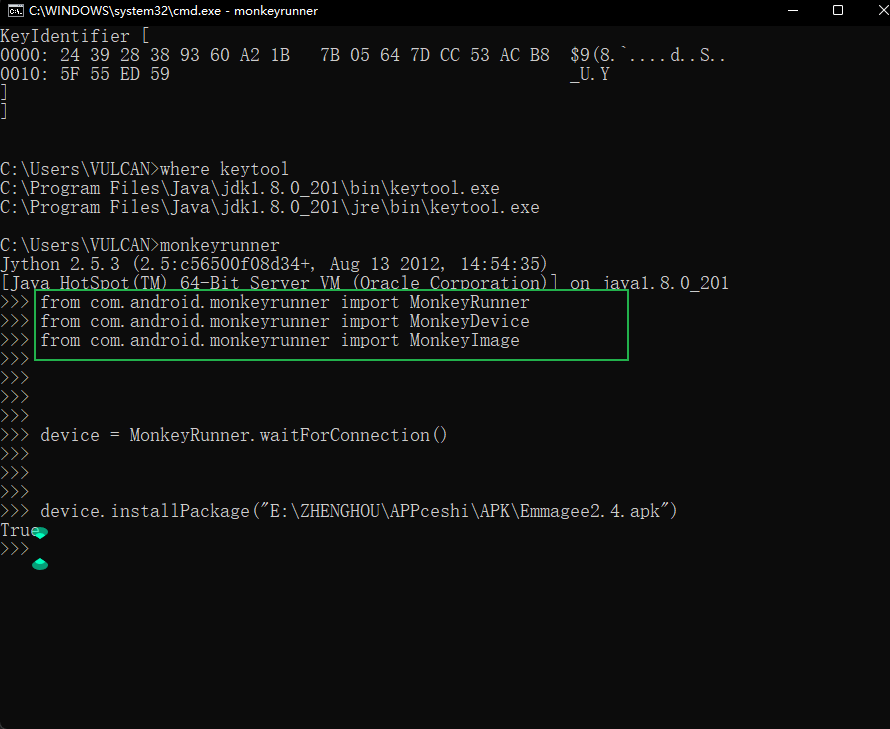 C:\WINDOWS\system32\cmd.exe - monkeyrunner
KeyIdentifier [
0000: 24 39 28 38 93 60 A2 1B   7B 05 64 7D CC 53 AC B8  $9(8.`....d..S..
0010: 5F 55 ED 59                                        _U.Y
]
]
C:\Users\VULCAN>where keytool
C:\Program Files\Java\jdk1.8.0_201\bin\keytool.exe
C:\Program Files\Java\jdk1.8.0_201\jre\bin\keytool.exe
C:\Users\VULCAN>monkeyrunner
Jython 2.5.3 (2.5:c56500f08d34+, Aug 13 2012, 14:54:35)
[Java HotSpot(TM) 64-Bit Server VM (Oracle Corporation)] on java1.8.0_201
>>> from com.android.monkeyrunner import MonkeyRunner
>>> from com.android.monkeyrunner import MonkeyDevice
>>> from com.android.monkeyrunner import MonkeyImage
>>>
>>>
>>>
>>>
>>> device = MonkeyRunner.waitForConnection()
>>>
>>>
>>>
>>> device.installPackage("E:\ZHENGHOU\APPceshi\APK\Emmagee2.4.apk")
True
>>>